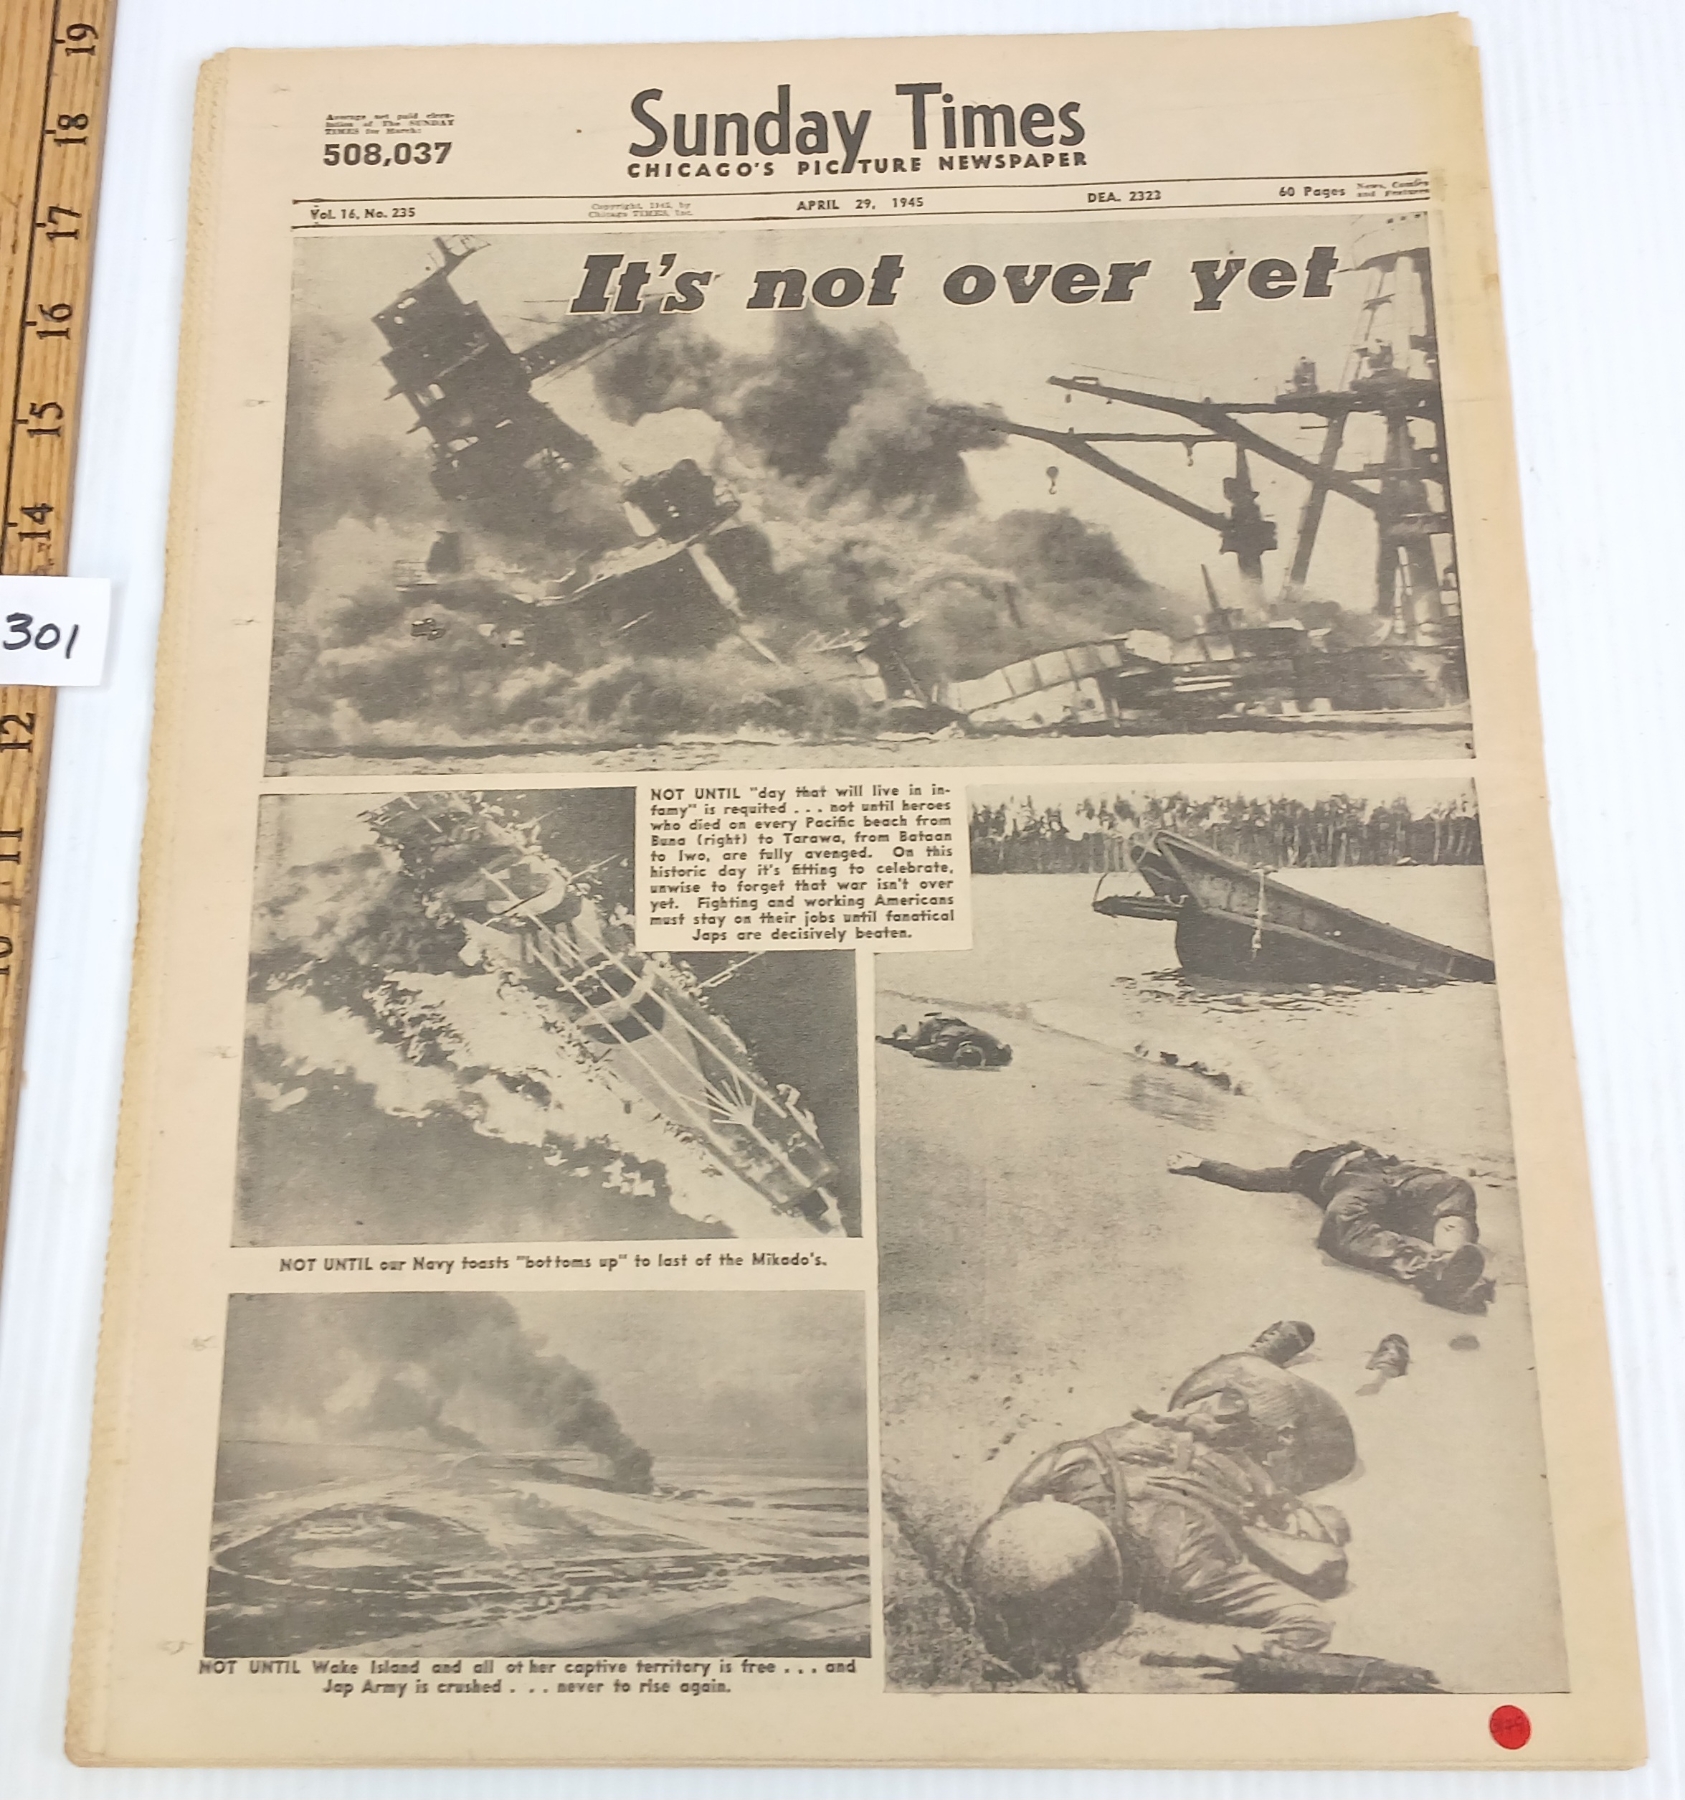 Average net paid circu-
lation of The SUNDAY
TIMES for March:
508,037
Sunday Times
CHICAGO'S PICTURE NEWSPAPER
Vol. 16, No. 235
Copyright, 1945, by
Chicago TIMES, Inc.
APRIL 29, 1945
DEA. 2323
60 Pages
News, Comics
and Features
It's not over yet
NOT UNTIL "day that will live in in-
famy" is requited . . . not until heroes
who died on every Pacific beach from
Buna (right) to Tarawa, from Bataan
to Iwo, are fully avenged. On this
historic day it's fitting to celebrate,
unwise to forget that war isn't over
yet. Fighting and working Americans
must stay on their jobs until fanatical
Japs are decisively beaten.
NOT UNTIL our Navy toasts "bottoms up" to last of the Mikado's.
NOT UNTIL Wake Island and all other captive territory is free . . . and
Jap Army is crushed . . . never to rise again.
301
19
18
17
16
15
14
12
11
10